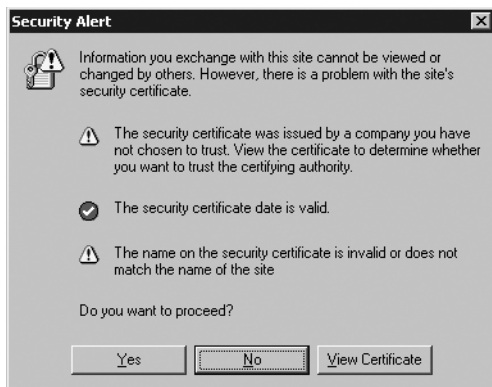 Security Alert
Information you exchange with this site cannot be viewed or
changed by others. However, there is a problem with the site's
security certificate.
The security certificate was issued by a company you have
not chosen to trust. View the certificate to determine whether
you want to trust the certifying authority.
The security certificate date is valid.
The name on the security certificate is invalid or does not
match the name of the site
Do you want to proceed?
Yes No View Certificate